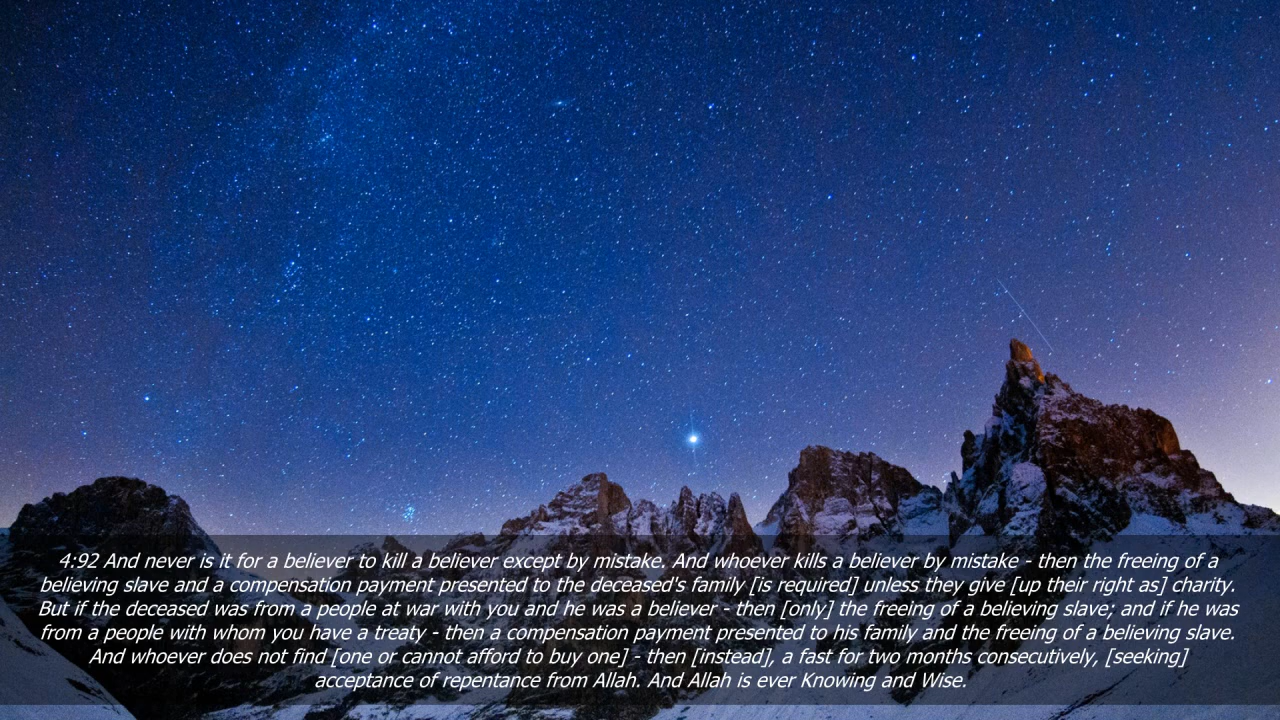 4:92 And never is it for a believer to kill a believer except by mistake. And whoever kills a believer by mistake - then the freeing of a
believing slave and a compensation payment presented to the deceased's family [is required] unless they give [up their right as] charity.
But if the deceased was from a people at war with you and he was a believer - then [only] the freeing of a believing slave; and if he was
from a people with whom you have a treaty - then a compensation payment presented to his family and the freeing of a believing slave.
And whoever does not find [one or cannot afford to buy one] - then [instead], a fast for two months consecutively, [seeking]
acceptance of repentance from Allah. And Allah is ever Knowing and Wise.